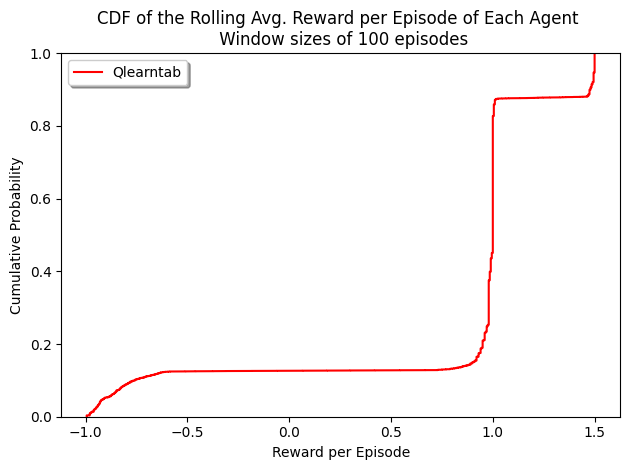 CDF of the Rolling Avg. Reward per Episode of Each Agent
Window sizes of 100 episodes
Qlearntab
1.0
0.8
0.6
0.4
0.2
0.0
Cumulative Probability
−1.0 −0.5 0.0 0.5 1.0 1.5
Reward per Episode